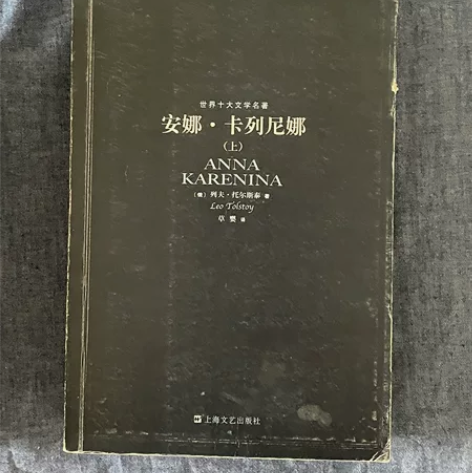 世界十大文学名著
安娜·卡列尼娜
（上）
ANNA
KARENINA
（俄）列夫·托尔斯泰 著
Leo Tolstoy
草婴 译
上海文艺出版社